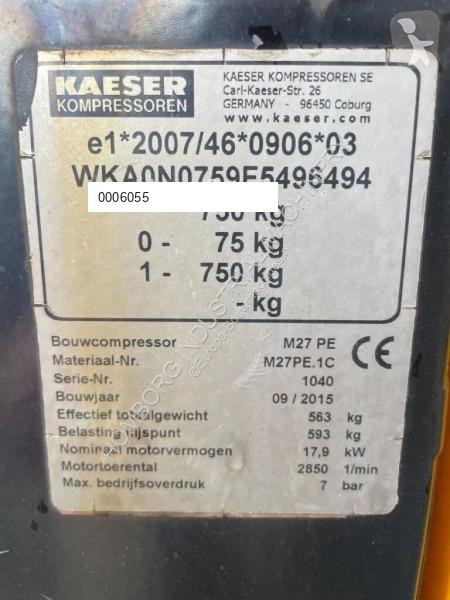 KAESER
KOMPRESSOREN
KAESER KOMPRESSOREN SE
Carl-Kaeser-Str. 26
GERMANY - 96450 Coburg
www.kaeser.com
e1*2007/46*0906*03
WKA0N0759F5496494
0006055
750 kg
0 - 75 kg
1 - 750 kg
- kg
Bouwcompressor M27 PE
Materiaal-Nr. M27PE.1C
Serie-Nr. 1040
Bouwjaar 09 / 2015
Effectief totaalgewicht 563 kg
Belasting rijspunt 593 kg
Nominaal motorvermogen 17,9 kW
Motortoerental 2850 1/min
Max. bedrijfsoverdruk 7 bar
CE